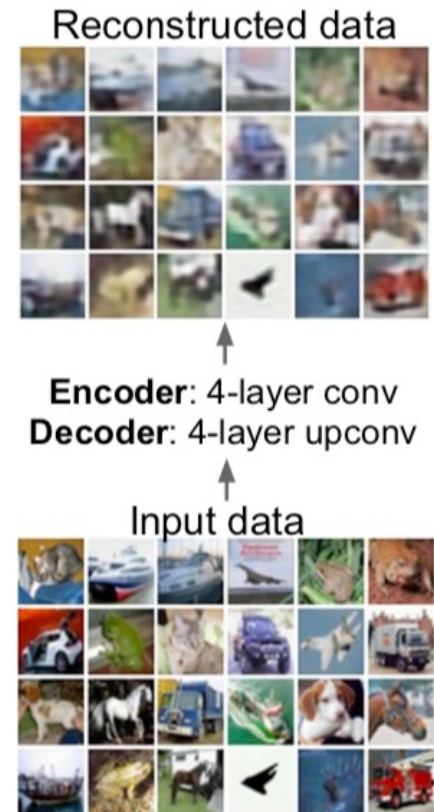 Reconstructed data
Encoder: 4-layer conv
Decoder: 4-layer upconv
Input data